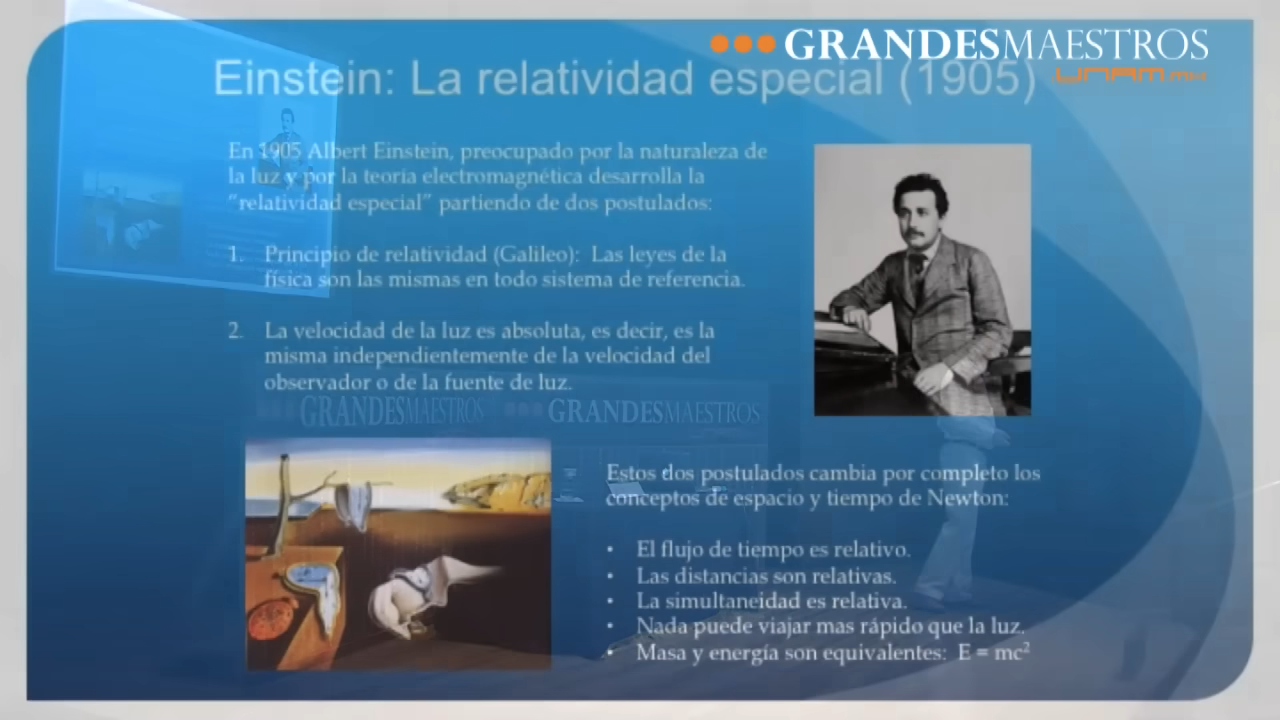 GRANDESMAESTROS
UNAM.mx
Einstein: La relatividad especial (1905)
En 1905 Albert Einstein, preocupado por la naturaleza de
la luz y por la teoría electromagnética desarrolla la
“relatividad especial” partiendo de dos postulados:
1. Principio de relatividad (Galileo): Las leyes de la
física son las mismas en todo sistema de referencia.
2. La velocidad de la luz es absoluta, es decir, es la
misma independientemente de la velocidad del
observador o de la fuente de luz.
GRANDESMAESTROS GRANDESMAESTROS
Estos dos postulados cambia por completo los
conceptos de espacio y tiempo de Newton:
• El flujo de tiempo es relativo.
• Las distancias son relativas.
• La simultaneidad es relativa.
• Nada puede viajar mas rápido que la luz.
• Masa y energía son equivalentes: E = mc²